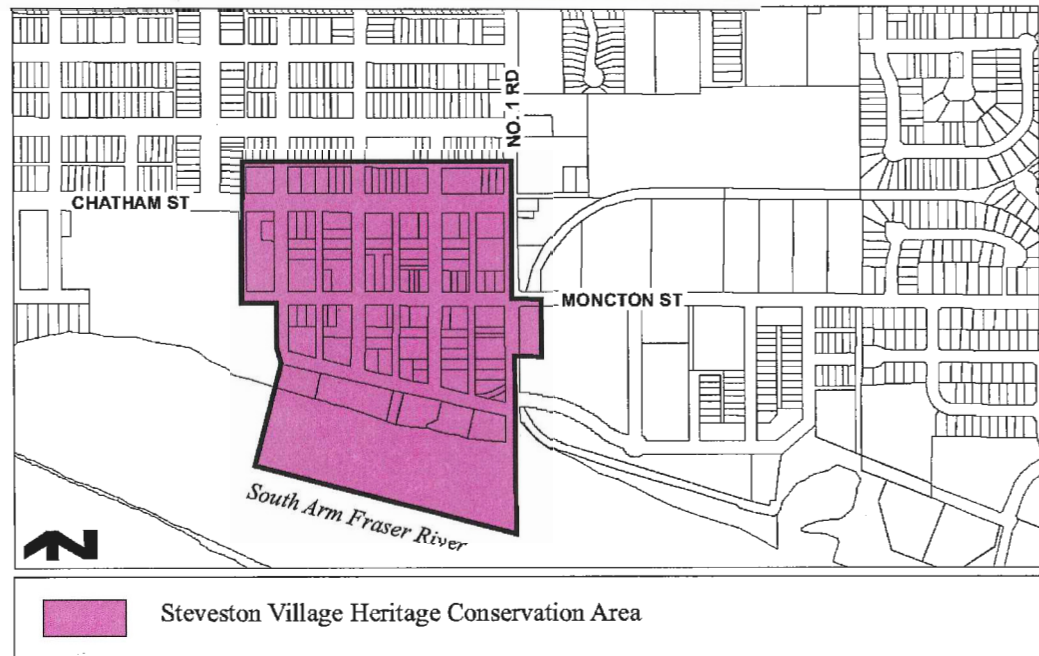 NO. 1 RD
CHATHAM ST
MONCTON ST
South Arm Fraser River
N
Steveston Village Heritage Conservation Area